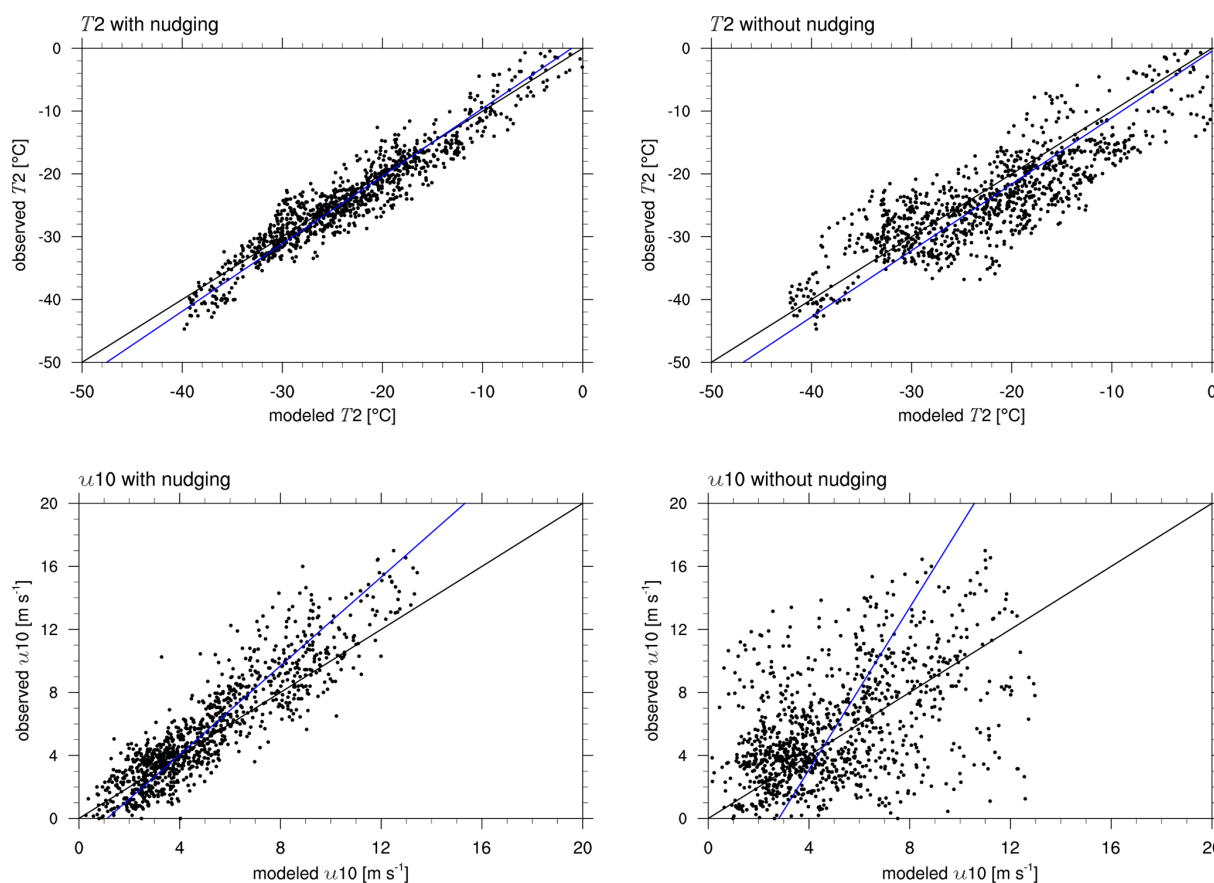 T2 with nudging
0
-10
-20
-30
-40
-50
observed T2 [°C]
-50 -40 -30 -20 -10 0
modeled T2 [°C]
T2 without nudging
0
-10
-20
-30
-40
-50
observed T2 [°C]
-50 -40 -30 -20 -10 0
modeled T2 [°C]
u10 with nudging
20
16
12
8
4
0
observed u10 [m s⁻¹]
0 4 8 12 16 20
modeled u10 [m s⁻¹]
u10 without nudging
20
16
12
8
4
0
observed u10 [m s⁻¹]
0 4 8 12 16 20
modeled u10 [m s⁻¹]